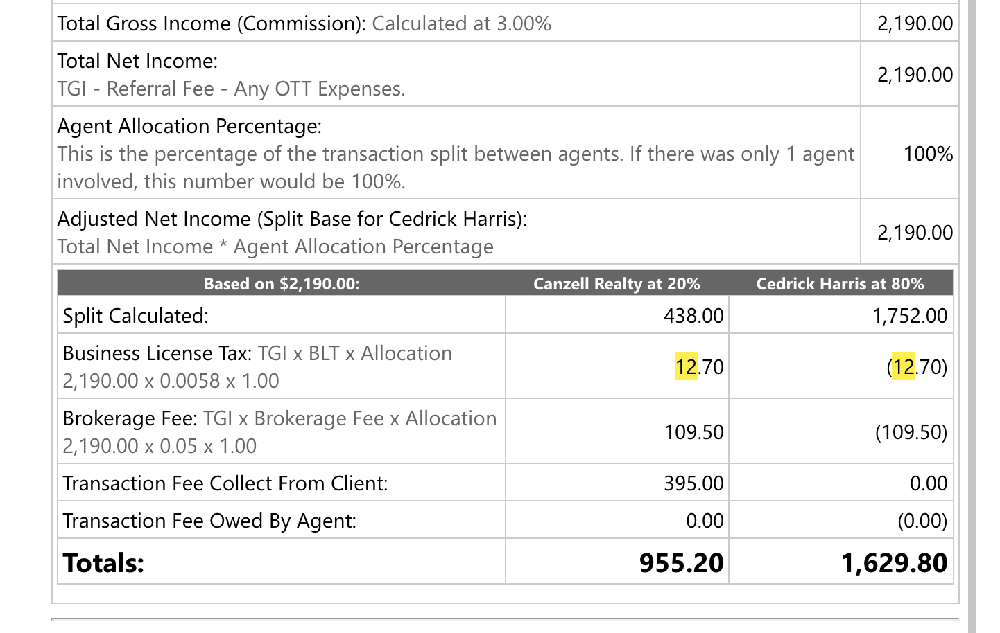 Total Gross Income (Commission): Calculated at 3.00% 2,190.00
Total Net Income:
TGI - Referral Fee - Any OTT Expenses.
2,190.00
Agent Allocation Percentage:
This is the percentage of the transaction split between agents. If there was only 1 agent
involved, this number would be 100%.
100%
Adjusted Net Income (Split Base for Cedrick Harris):
Total Net Income * Agent Allocation Percentage
2,190.00
Based on $2,190.00: Canzell Realty at 20% Cedrick Harris at 80%
Split Calculated: 438.00 1,752.00
Business License Tax: TGI x BLT x Allocation
2,190.00 x 0.0058 x 1.00
12.70 (12.70)
Brokerage Fee: TGI x Brokerage Fee x Allocation
2,190.00 x 0.05 x 1.00
109.50 (109.50)
Transaction Fee Collect From Client: 395.00 0.00
Transaction Fee Owed By Agent: 0.00 (0.00)
Totals: 955.20 1,629.80